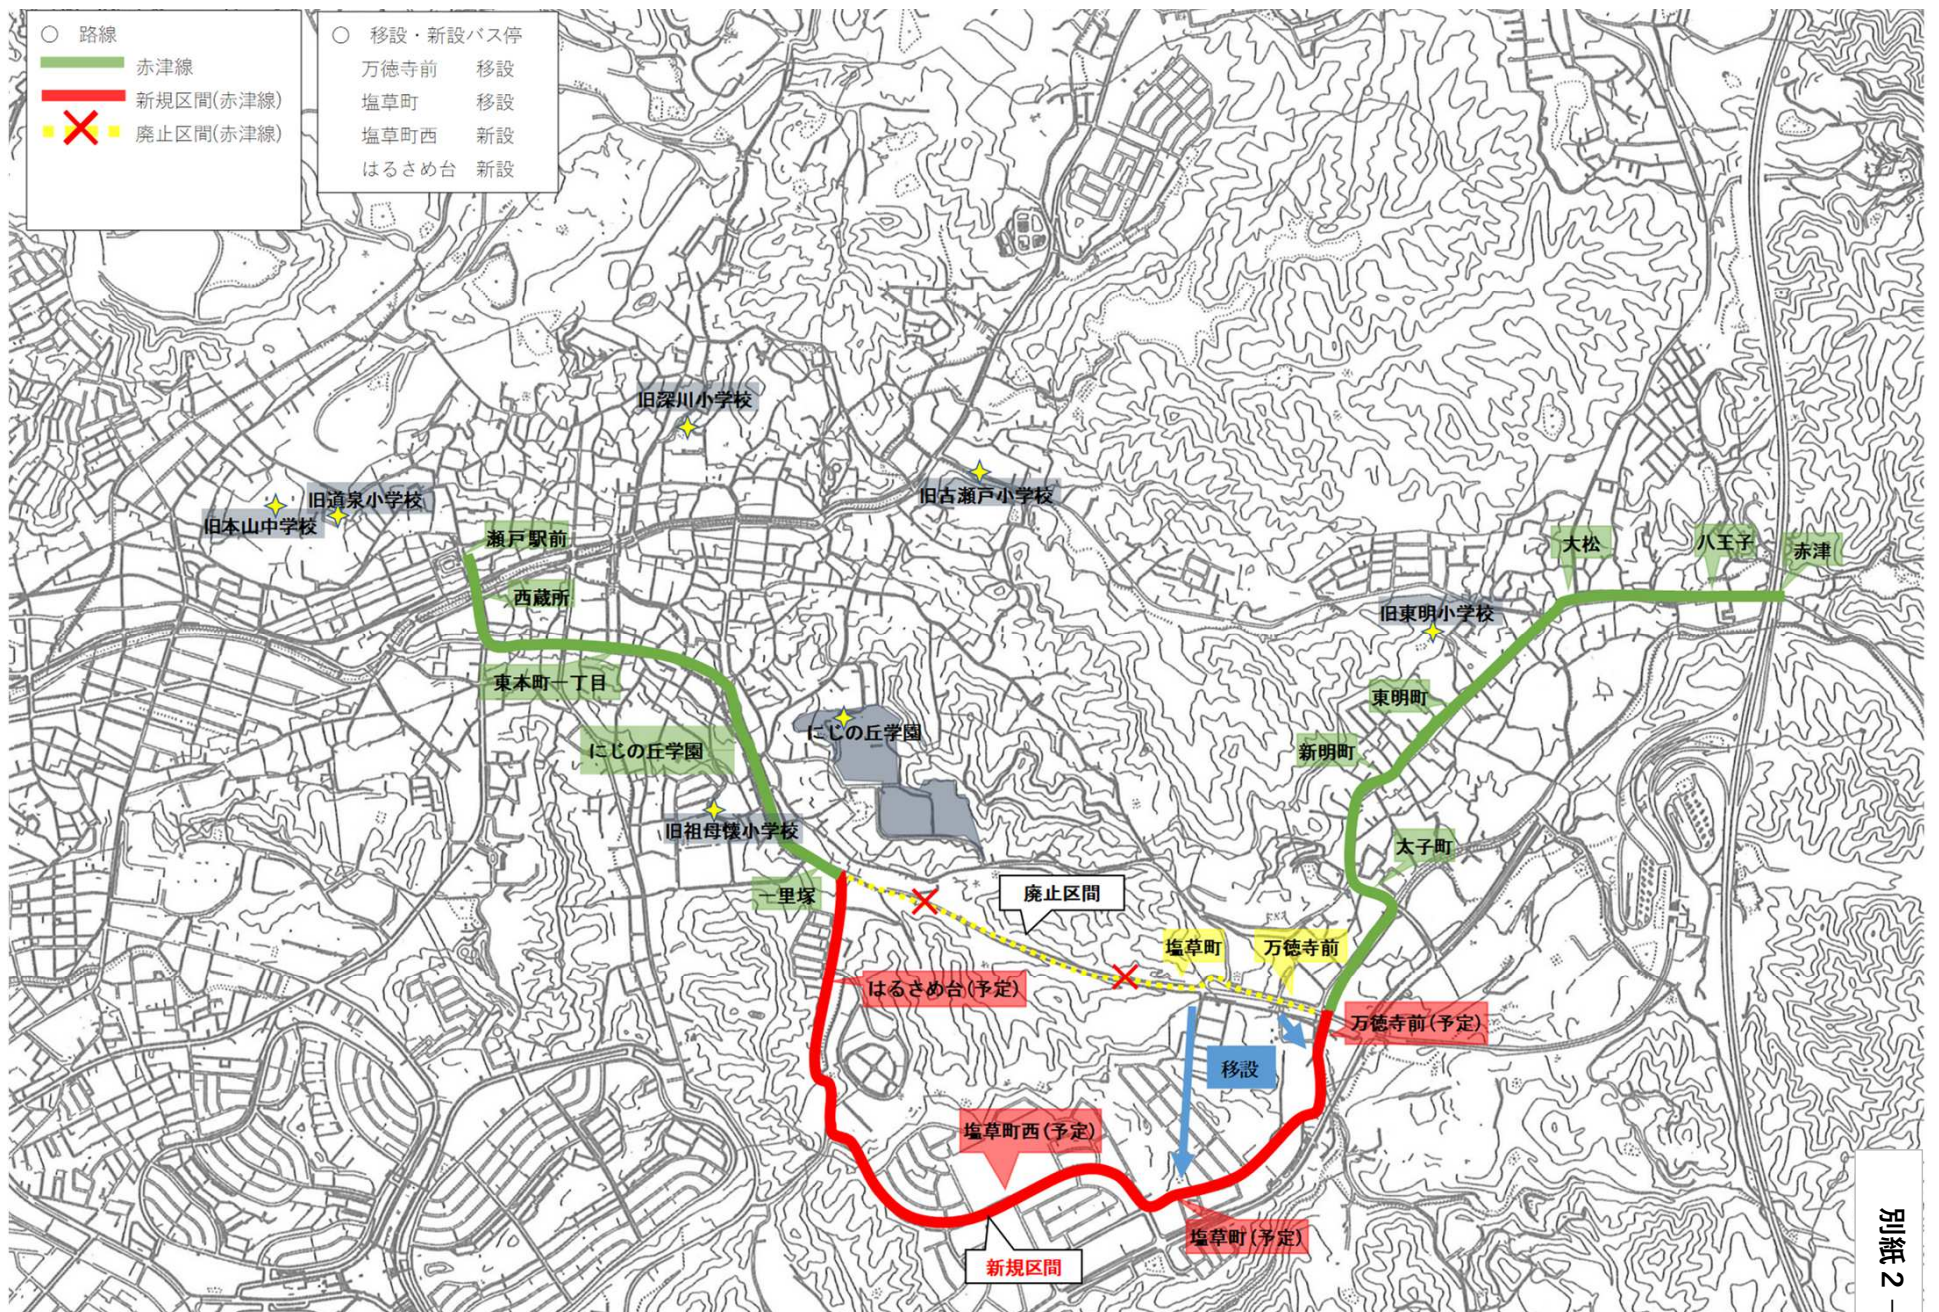 ○ 路線
赤津線
新規区間(赤津線)
廃止区間(赤津線)
○ 移設・新設バス停
万徳寺前 移設
塩草町 移設
塩草町西 新設
はるさめ台 新設
旧深川小学校
旧古瀬戸小学校
旧道泉小学校
旧本山中学校
瀬戸駅前
西蔵所
東本町一丁目
にじの丘学園
にじの丘学園
旧祖母懐小学校
一里塚
大松
八王子
赤津
旧東明小学校
東明町
新明町
太子町
廃止区間
塩草町
万徳寺前
はるさめ台(予定)
万徳寺前(予定)
移設
塩草町西(予定)
塩草町(予定)
新規区間
別紙2-